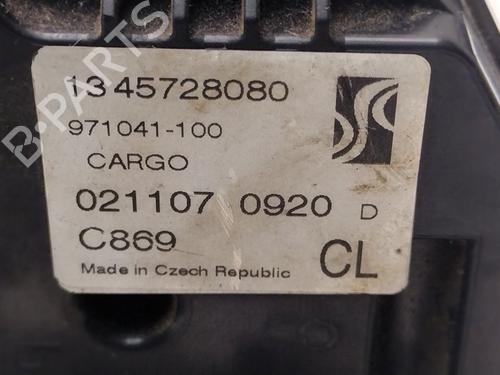 B-PARTS
1345728080
971041-100
CARGO
021107 0920 D
C869
CL
Made in Czech Republic